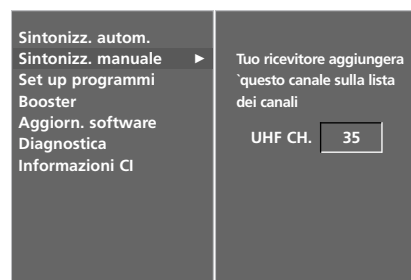 Sintonizz. autom.
Sintonizz. manuale ►
Set up programmi
Booster
Aggiorn. software
Diagnostica
Informazioni CI
Tuo ricevitore aggiungera
`questo canale sulla lista
dei canali
UHF CH. 35